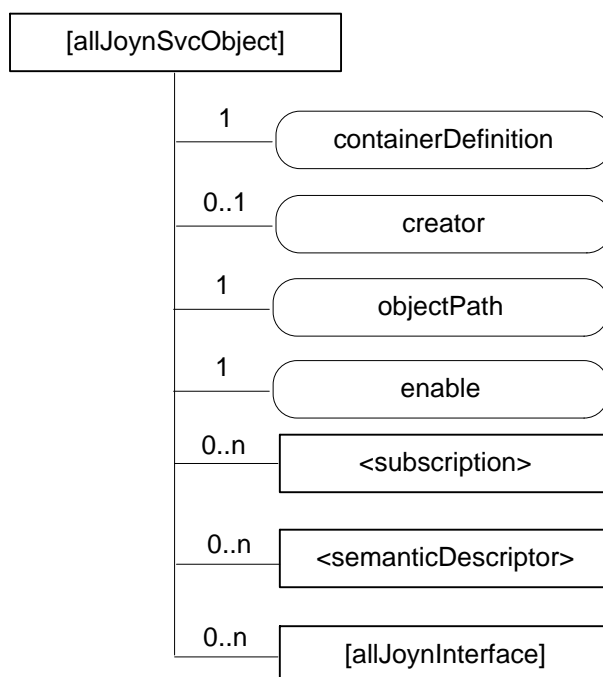 [allJoynSvcObject]
1
containerDefinition
0..1
creator
1
objectPath
1
enable
0..n
<subscription>
0..n
<semanticDescriptor>
0..n
[allJoynInterface]